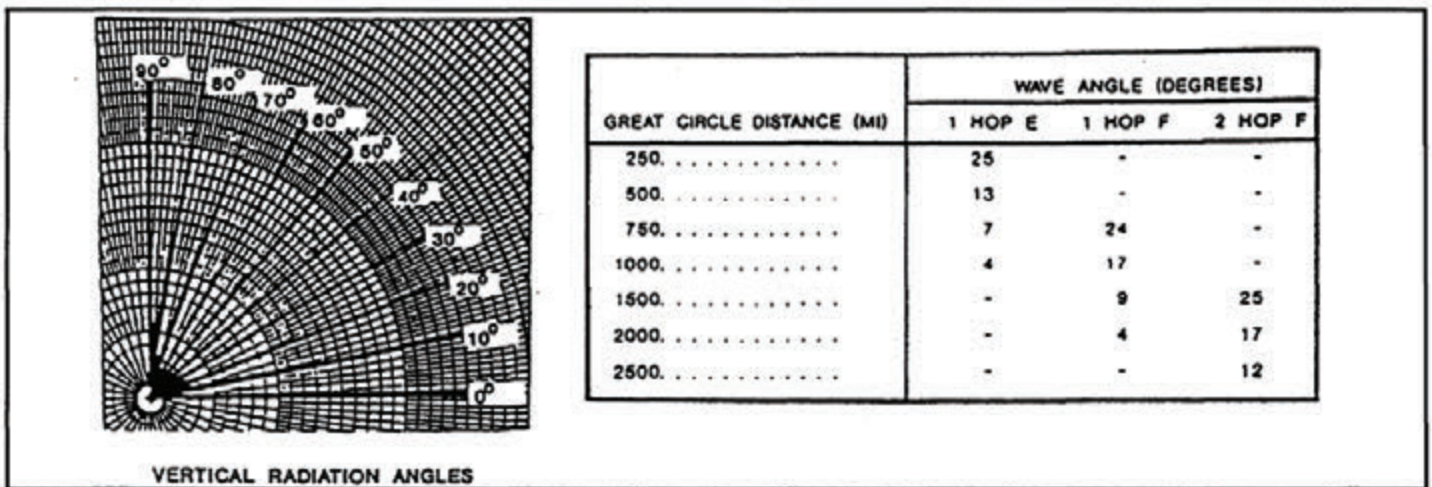 90°
80°
70°
60°
50°
40°
30°
20°
10°
0°
VERTICAL RADIATION ANGLES
WAVE ANGLE (DEGREES)
GREAT CIRCLE DISTANCE (MI) 1 HOP E 1 HOP F 2 HOP F
250. . . . . . . . . . . . 25 - -
500. . . . . . . . . . . . 13 - -
750. . . . . . . . . . . . 7 24 -
1000. . . . . . . . . . . . 4 17 -
1500. . . . . . . . . . . . - 9 25
2000. . . . . . . . . . . . - 4 17
2500. . . . . . . . . . . . - - 12